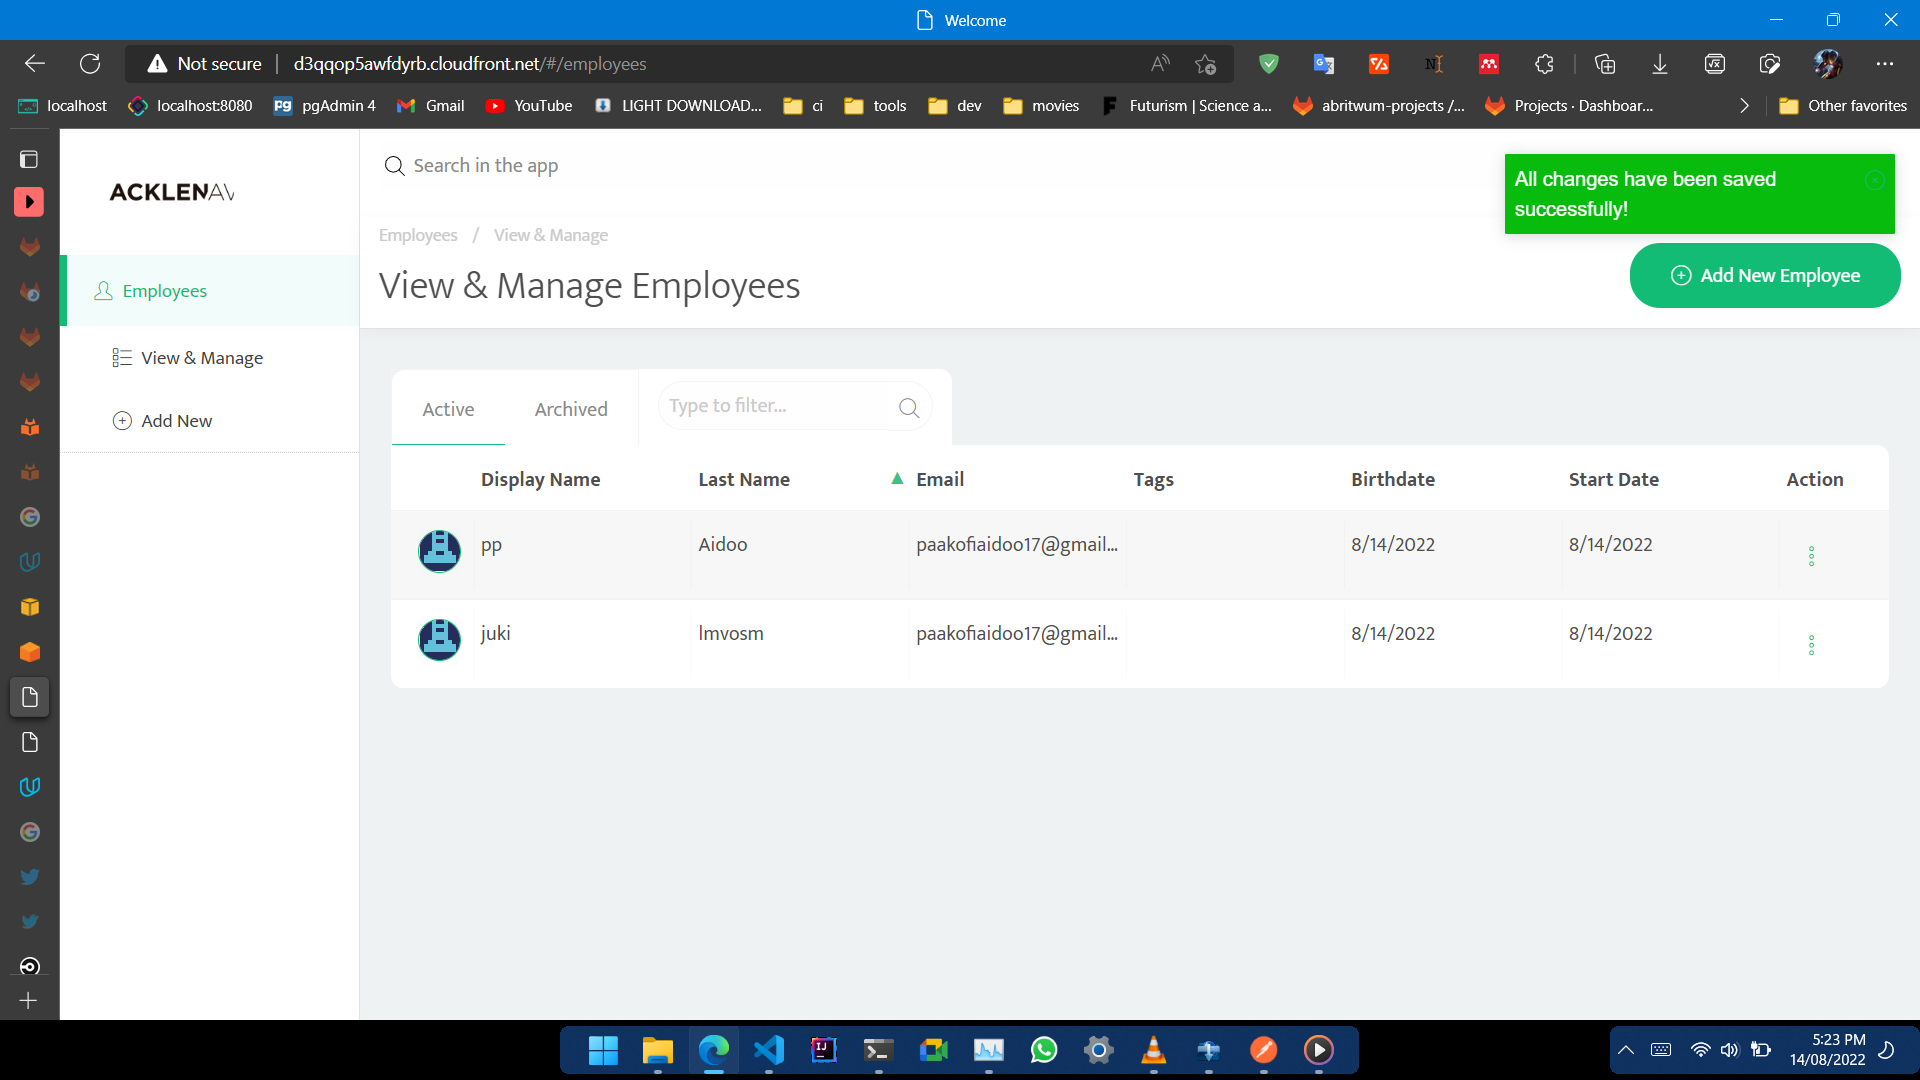 Welcome
Not secure
d3qqop5awfdyrb.cloudfront.net/#/employees
localhost
localhost:8080
pgAdmin 4
Gmail
YouTube
LIGHT DOWNLOAD...
ci
tools
dev
movies
Futurism | Science a...
abritwum-projects /...
Projects · Dashboar...
Other favorites
ACKLENAV
Search in the app
All changes have been saved
successfully!
Employees / View & Manage
View & Manage Employees
Add New Employee
Employees
View & Manage
Add New
Active
Archived
Type to filter...
Display Name
Last Name
Email
Tags
Birthdate
Start Date
Action
pp
Aidoo
paakofiaidoo17@gmail...
8/14/2022
8/14/2022
juki
lmvosm
paakofiaidoo17@gmail...
8/14/2022
8/14/2022
5:23 PM
14/08/2022